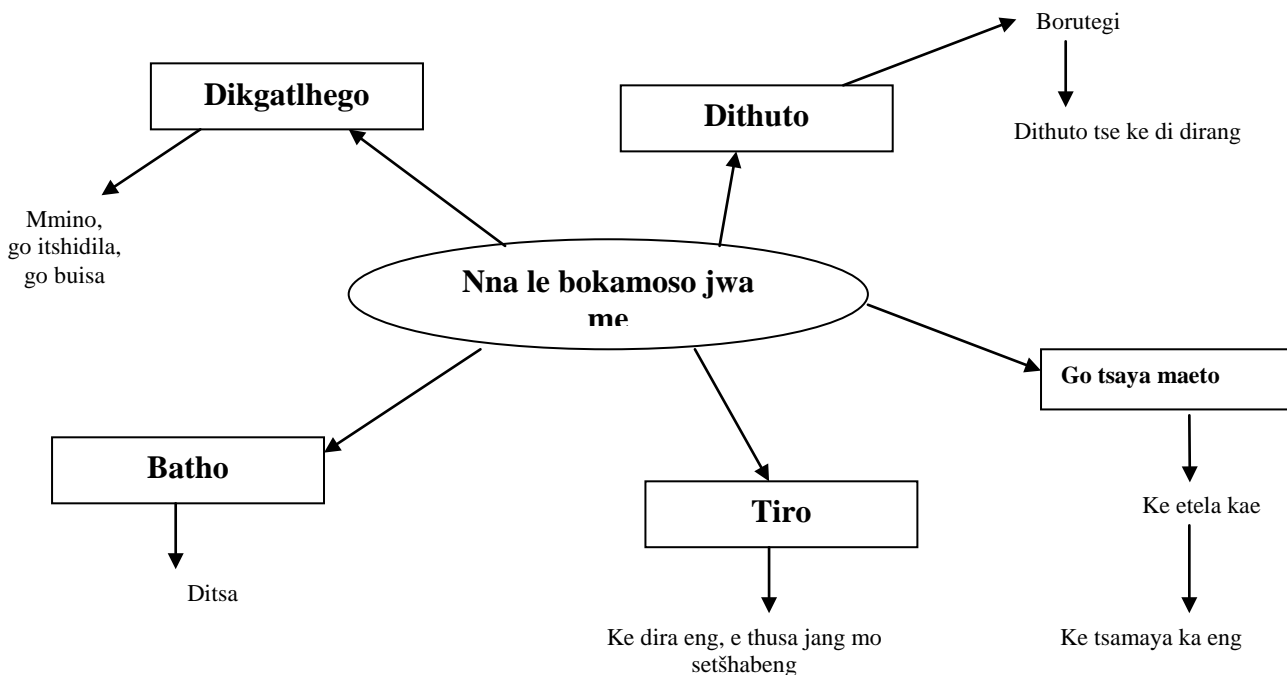 Borutegi
Dikgatlhego
Dithuto
Dithuto tse ke di dirang
Mmino,
go itshidila,
go buisa
Nna le bokamoso jwa
me
Go tsaya maeto
Batho
Tiro
Ke etela kae
Ditsa
Ke dira eng, e thusa jang mo
setšhabeng
Ke tsamaya ka eng